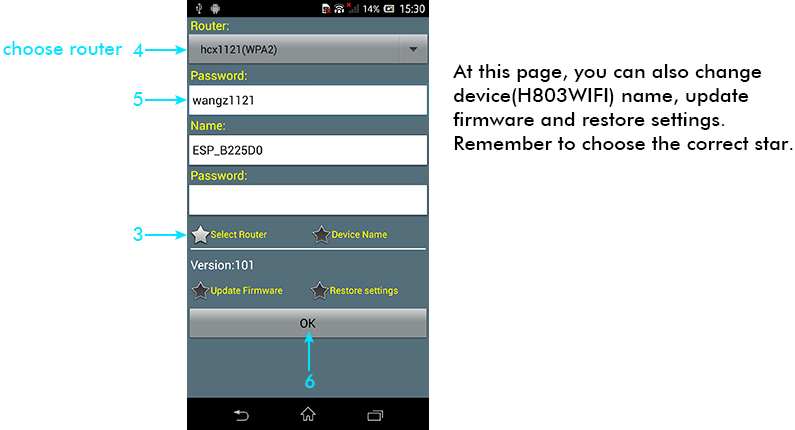 14% 15:30
Router:
choose router 4
hcx1121(WPA2)
Password:
5
wangz1121
Name:
ESP_B225D0
Password:
3
Select Router
Device Name
Version:101
Update Firmware
Restore settings
OK
6
At this page, you can also change
device(H803WIFI) name, update
firmware and restore settings.
Remember to choose the correct star.